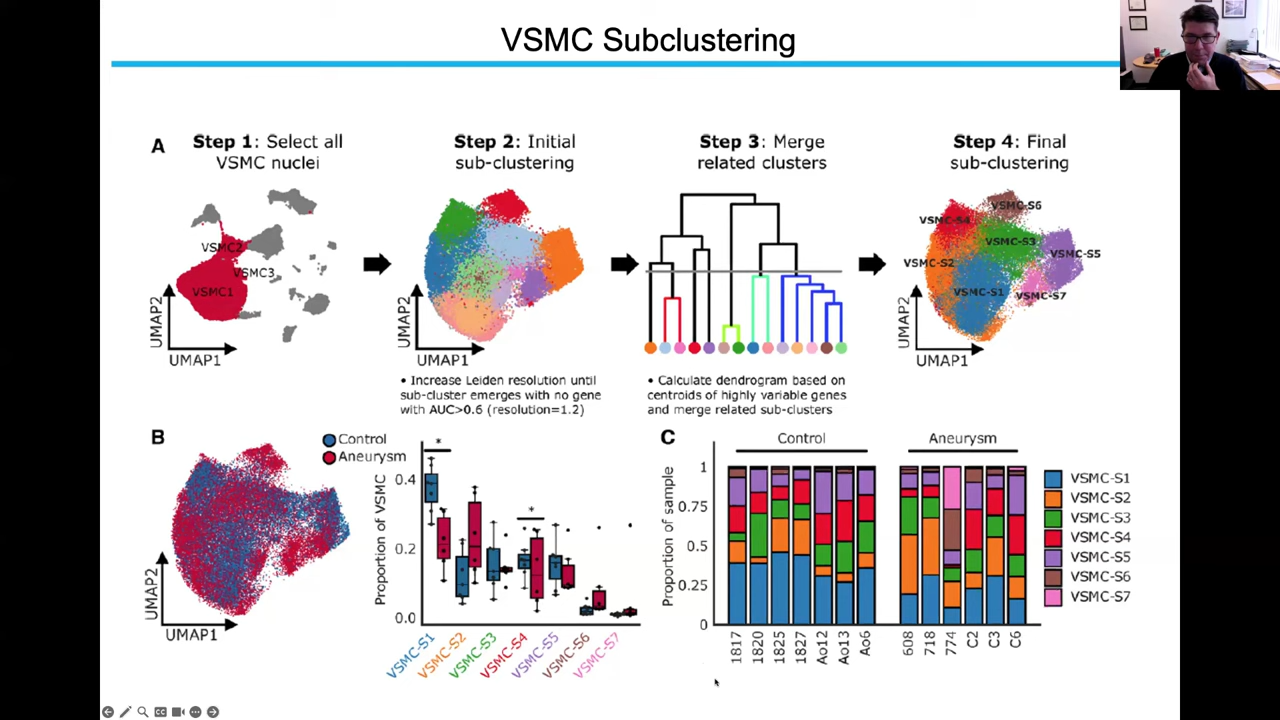 VSMC Subclustering
A
Step 1: Select all
VSMC nuclei
Step 2: Initial
sub-clustering
Step 3: Merge
related clusters
Step 4: Final
sub-clustering
VSMC2
VSMC3
VSMC1
UMAP2
UMAP1
UMAP2
UMAP1
• Increase Leiden resolution until
sub-cluster emerges with no gene
with AUC>0.6 (resolution=1.2)
• Calculate dendrogram based on
centroids of highly variable genes
and merge related sub-clusters
VSMC-S6
VSMC-S4
VSMC-S3
VSMC-S5
VSMC-S2
VSMC-S1
VSMC-S7
UMAP2
UMAP1
B
Control
Aneurysm
UMAP2
UMAP1
Proportion of VSMC
0.4
0.2
0.0
*
*
VSMC-S1
VSMC-S2
VSMC-S3
VSMC-S4
VSMC-S5
VSMC-S6
VSMC-S7
C
Control
Aneurysm
Proportion of sample
1
0.75
0.5
0.25
0
1817
1820
1825
1827
Ao12
Ao13
Ao6
608
718
774
C2
C3
C6
VSMC-S1
VSMC-S2
VSMC-S3
VSMC-S4
VSMC-S5
VSMC-S6
VSMC-S7